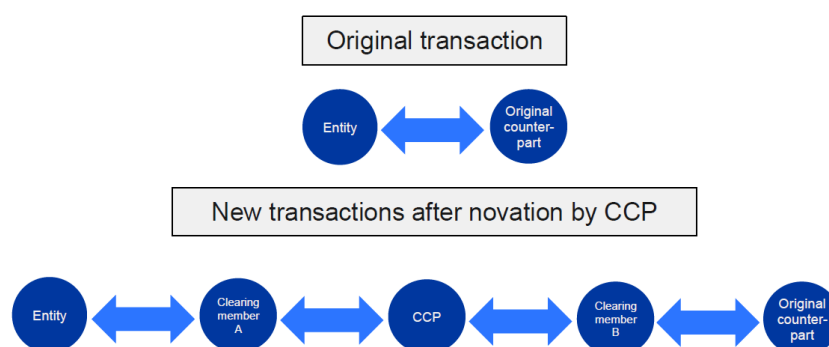 Original transaction
Entity
Original
counter-
part
New transactions after novation by CCP
Entity
Clearing
member
A
CCP
Clearing
member
B
Original
counter-
part